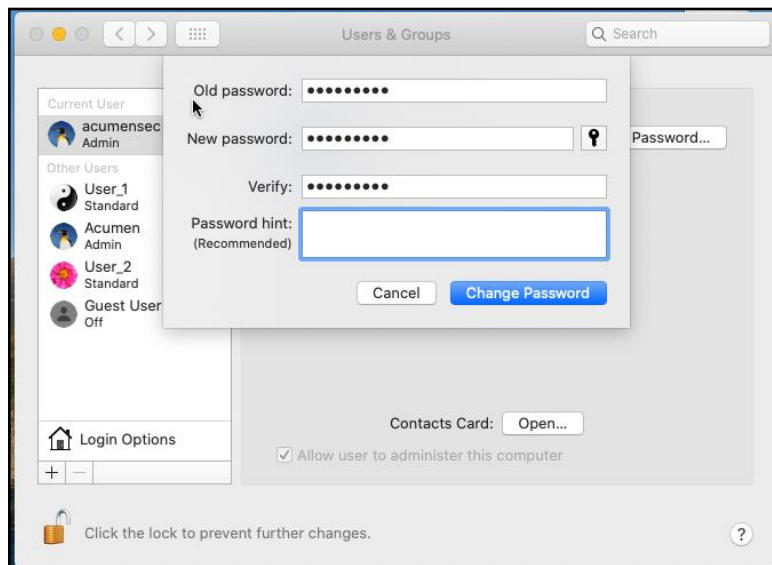 Users & Groups
Search
Old password:
New password:
Password...
Verify:
Password hint:
(Recommended)
Cancel
Change Password
Current User
acumensec
Admin
Other Users
User_1
Standard
Acumen
Admin
User_2
Standard
Guest User
Off
Login Options
+ −
Contacts Card: Open...
Allow user to administer this computer
Click the lock to prevent further changes.
?